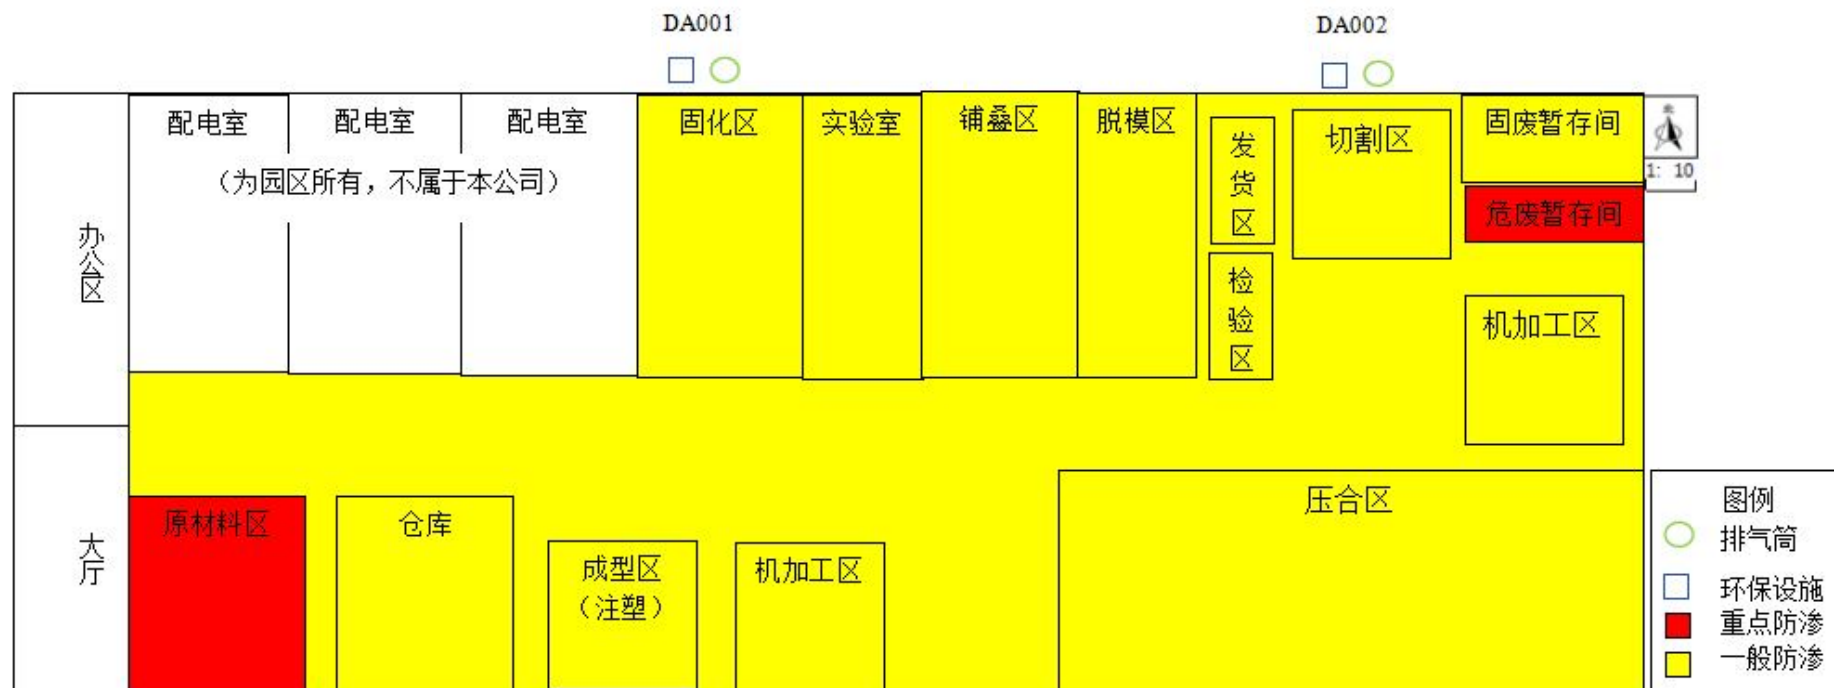 DA001
DA002
配电室
配电室
配电室
（为园区所有，不属于本公司）
固化区
实验室
铺叠区
脱模区
发货区
检验区
切割区
固废暂存间
危废暂存间
1: 10
机加工区
办公区
大厅
原材料区
仓库
成型区
（注塑）
机加工区
压合区
图例
排气筒
环保设施
重点防渗
一般防渗